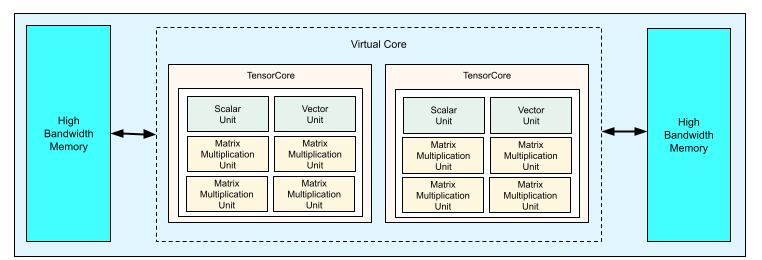 Virtual Core
High
Bandwidth
Memory
TensorCore
Scalar
Unit
Vector
Unit
Matrix
Multiplication
Unit
Matrix
Multiplication
Unit
Matrix
Multiplication
Unit
Matrix
Multiplication
Unit
TensorCore
Scalar
Unit
Vector
Unit
Matrix
Multiplication
Unit
Matrix
Multiplication
Unit
Matrix
Multiplication
Unit
Matrix
Multiplication
Unit
High
Bandwidth
Memory